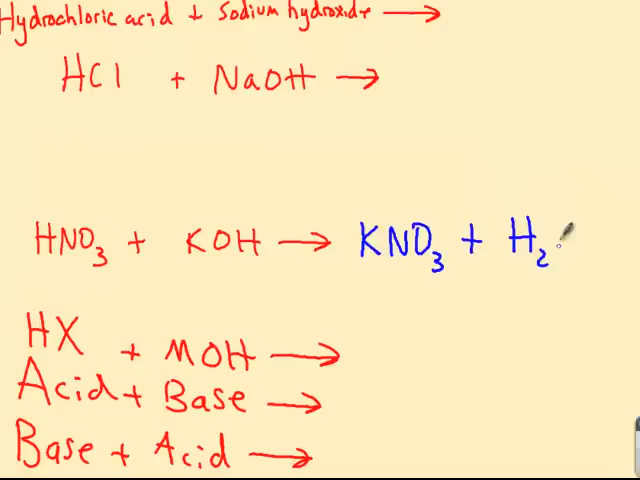 Hydrochloric acid + Sodium hydroxide →
HCl + NaOH →
HNO₃ + KOH → KNO₃ + H₂
HX + MOH →
Acid + Base →
Base + Acid →